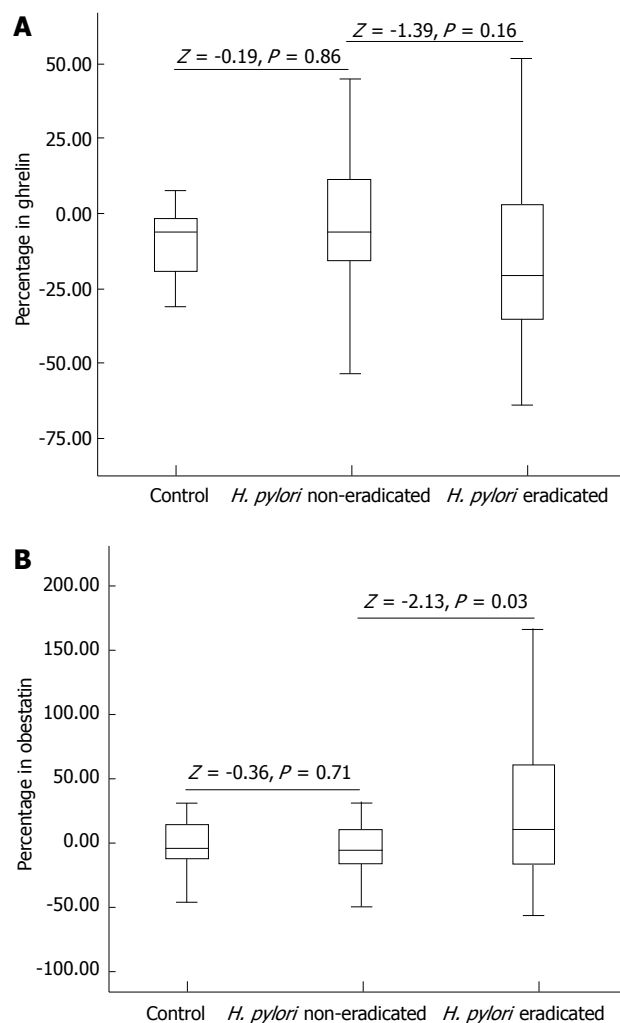 A
Z = -1.39, P = 0.16
Z = -0.19, P = 0.86
Percentage in ghrelin
50.00
25.00
0.00
-25.00
-50.00
-75.00
Control
H. pylori non-eradicated
H. pylori eradicated
B
Z = -2.13, P = 0.03
Z = -0.36, P = 0.71
Percentage in obestatin
200.00
150.00
100.00
50.00
0.00
-50.00
-100.00
Control
H. pylori non-eradicated
H. pylori eradicated